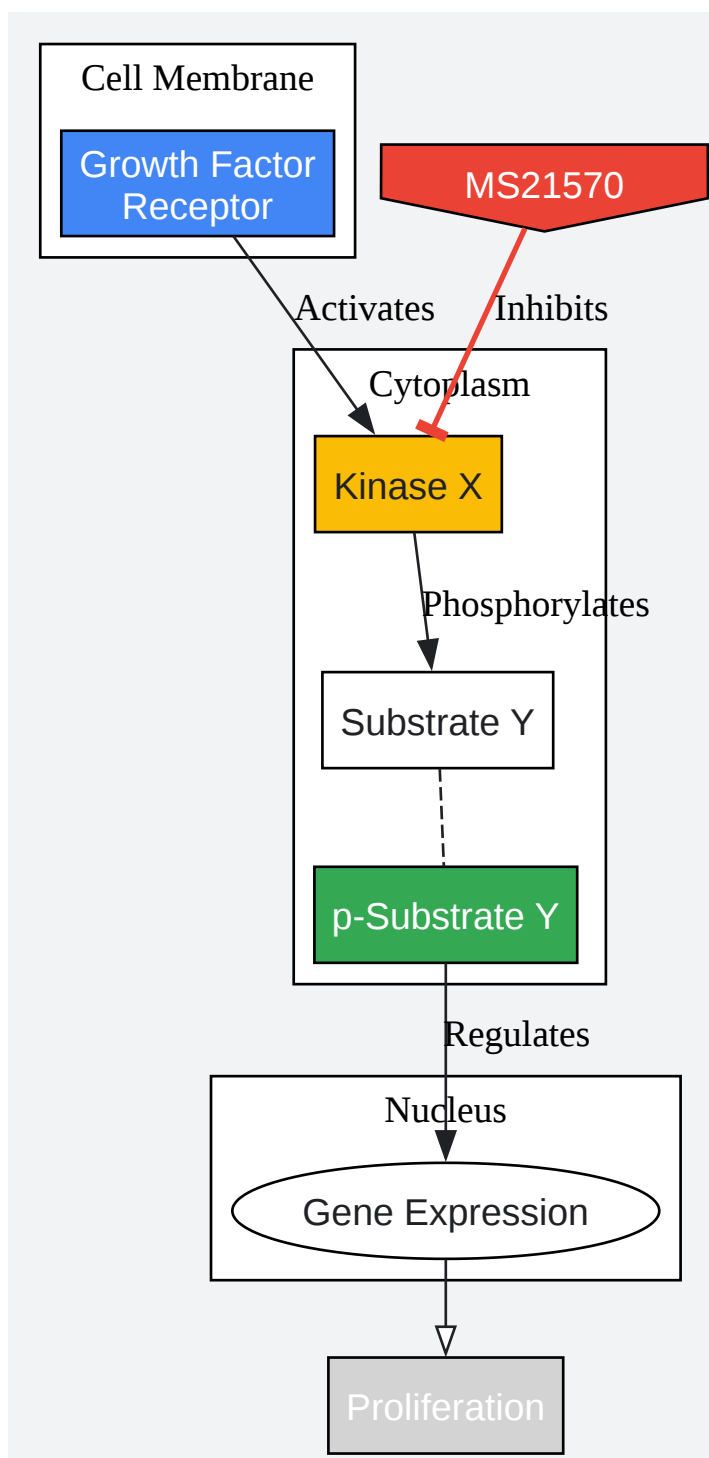 Cell Membrane
Growth Factor
Receptor
MS21570
Activates
Inhibits
Cytoplasm
Kinase X
Phosphorylates
Substrate Y
p-Substrate Y
Regulates
Nucleus
Gene Expression
Proliferation